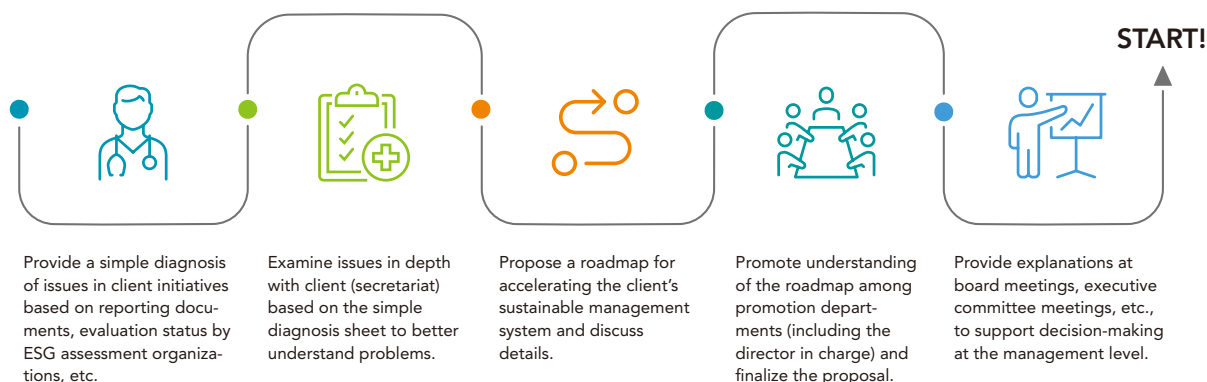 START!
Provide a simple diagnosis
of issues in client initiatives
based on reporting docu-
ments, evaluation status by
ESG assessment organiza-
tions, etc.
Examine issues in depth
with client (secretariat)
based on the simple
diagnosis sheet to better
understand problems.
Propose a roadmap for
accelerating the client's
sustainable management
system and discuss
details.
Promote understanding
of the roadmap among
promotion depart-
ments (including the
director in charge) and
finalize the proposal.
Provide explanations at
board meetings, executive
committee meetings, etc.,
to support decision-making
at the management level.